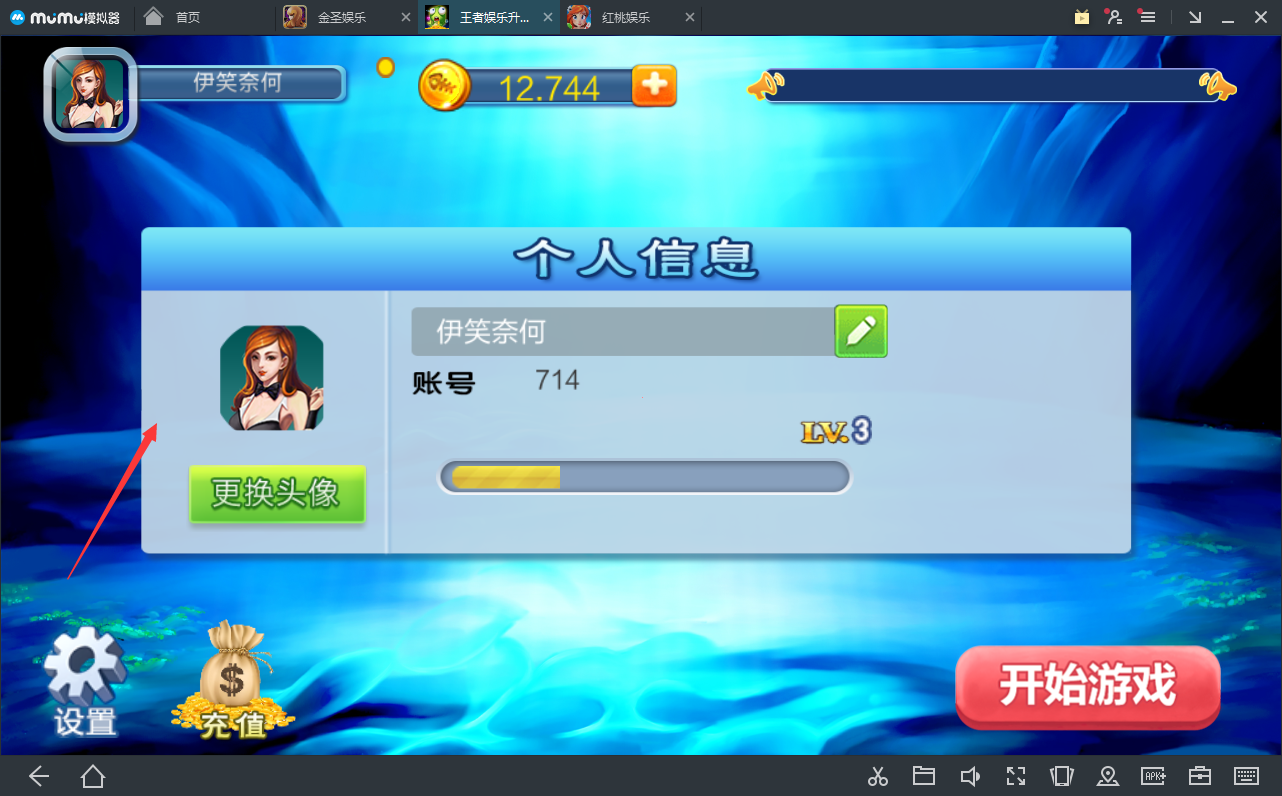 MUMU模拟器 首页 金圣娱乐 王者娱乐升... 红桃娱乐
伊笑奈何 12.744
个人信息
伊笑奈何
账号 714
LV.3
更换头像
$
设置 充值 开始游戏
APK